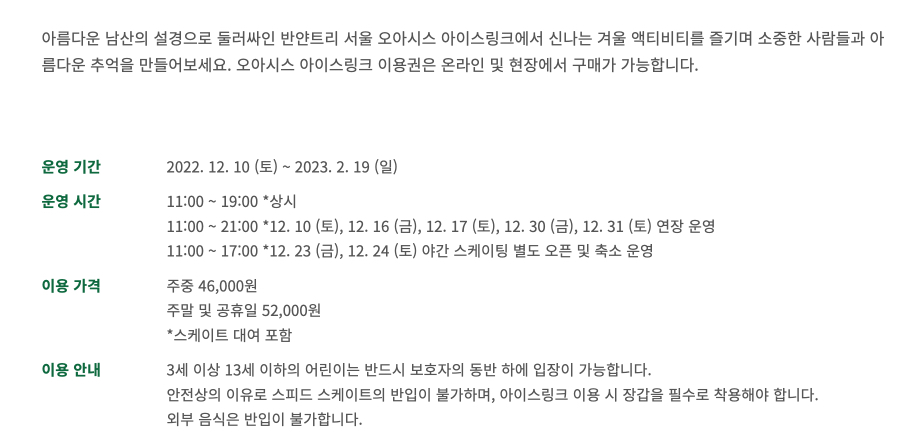 아름다운 남산의 설경으로 둘러싸인 반얀트리 서울 오아시스 아이스링크에서 신나는 겨울 액티비티를 즐기며 소중한 사람들과 아
름다운 추억을 만들어보세요. 오아시스 아이스링크 이용권은 온라인 및 현장에서 구매가 가능합니다.
운영 기간 2022. 12. 10 (토) ~ 2023. 2. 19 (일)
운영 시간 11:00 ~ 19:00 *상시
11:00 ~ 21:00 *12. 10 (토), 12. 16 (금), 12. 17 (토), 12. 30 (금), 12. 31 (토) 연장 운영
11:00 ~ 17:00 *12. 23 (금), 12. 24 (토) 야간 스케이팅 별도 오픈 및 축소 운영
이용 가격 주중 46,000원
주말 및 공휴일 52,000원
*스케이트 대여 포함
이용 안내 3세 이상 13세 이하의 어린이는 반드시 보호자의 동반 하에 입장이 가능합니다.
안전상의 이유로 스피드 스케이트의 반입이 불가하며, 아이스링크 이용 시 장갑을 필수로 착용해야 합니다.
외부 음식은 반입이 불가합니다.